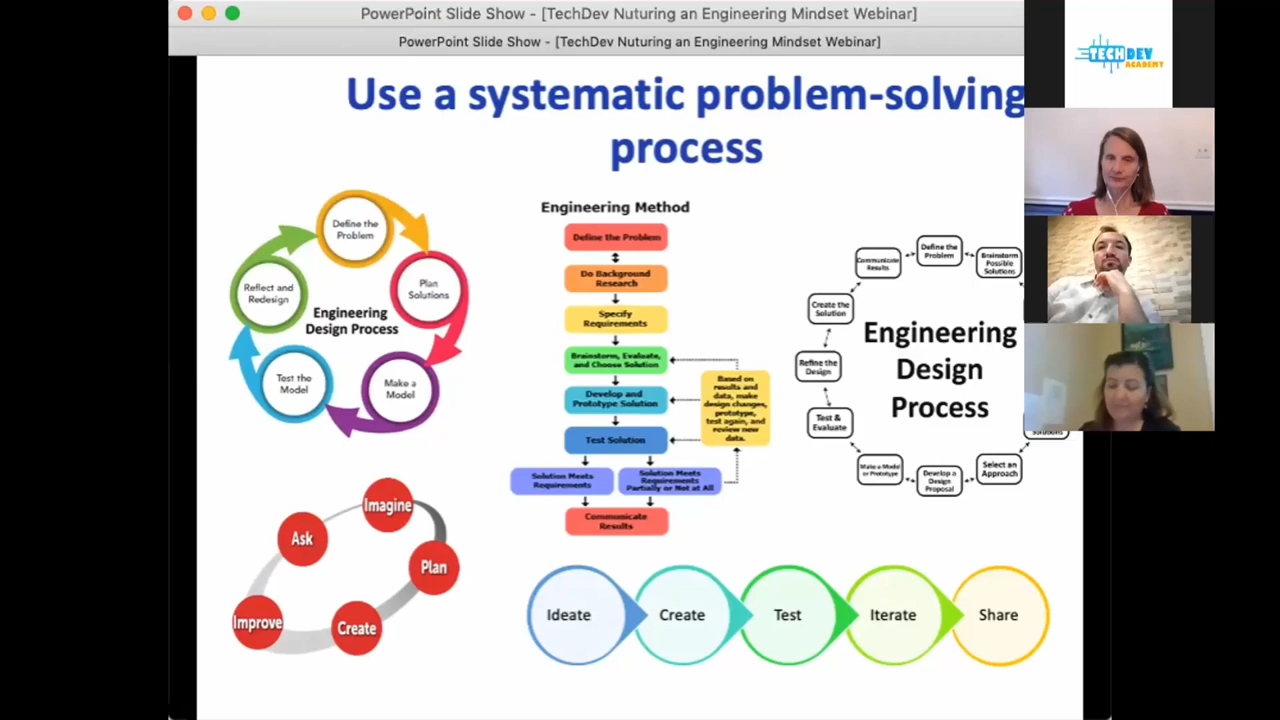 PowerPoint Slide Show - [TechDev Nuturing an Engineering Mindset Webinar]
PowerPoint Slide Show - [TechDev Nuturing an Engineering Mindset Webinar]
TECHDEV
ACADEMY
Use a systematic problem-solving
process
Define the
Problem
Plan
Solutions
Make a
Model
Test the
Model
Reflect and
Redesign
Engineering
Design Process
Engineering Method
Define the Problem
Do Background
Research
Specify
Requirements
Brainstorm, Evaluate,
and Choose Solution
Develop and
Prototype Solution
Test Solution
Solution Meets
Requirements
Solution Meets
Requirements
Partially or Not at All
Communicate
Results
Based on
results and
data, make
design changes,
prototype,
test again, and
review new
data.
Define the
Problem
Brainstorm
Possible
Solutions
Select an
Approach
Develop a
Design
Proposal
Make a Model
or Prototype
Test &
Evaluate
Refine the
Design
Create the
Solution
Communicate
Results
Engineering
Design
Process
Ask
Imagine
Plan
Create
Improve
Ideate
Create
Test
Iterate
Share